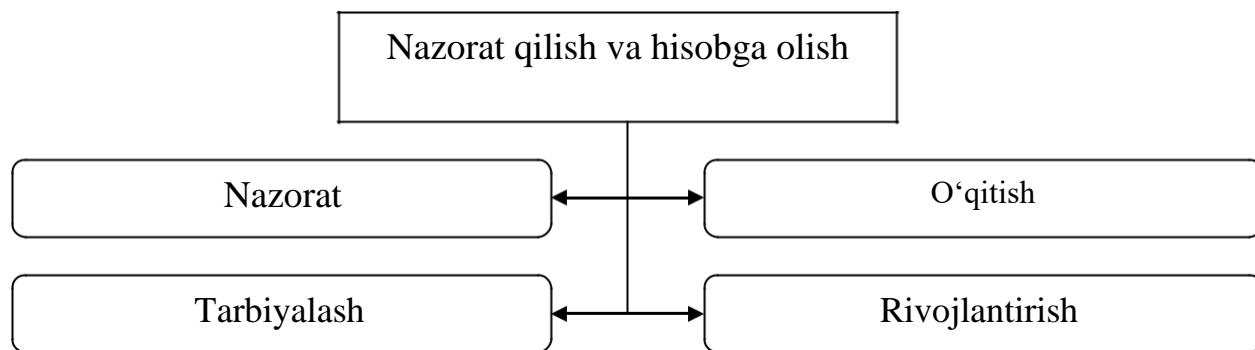 Nazorat qilish va hisobga olish
Nazorat
O‘qitish
Tarbiyalash
Rivojlantirish